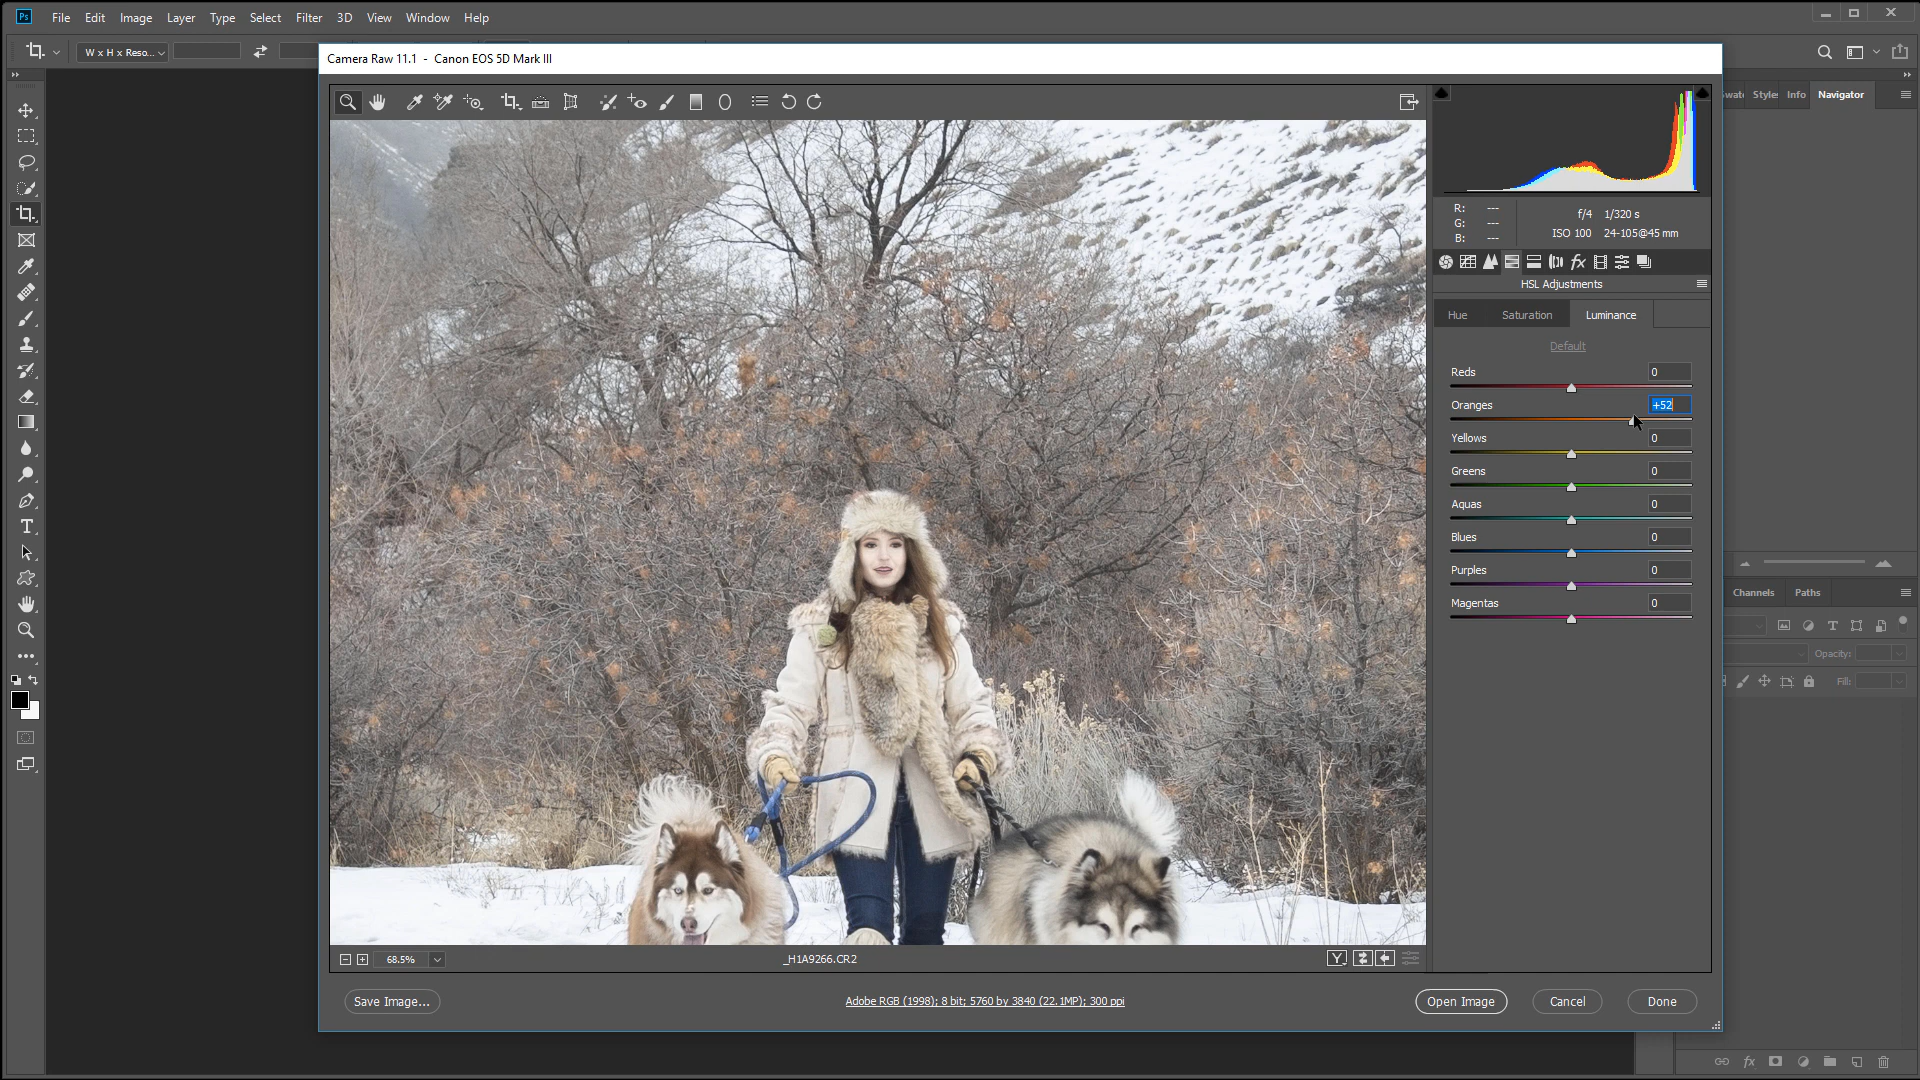 Ps File Edit Image Layer Type Select Filter 3D View Window Help
W x H x Reso...
Camera Raw 11.1 - Canon EOS 5D Mark III
Info Navigator
R: ---
G: ---
B: ---
f/4 1/320 s
ISO 100 24-105@45 mm
fx
HSL Adjustments
Hue Saturation Luminance
Default
Reds 0
Oranges +52
Yellows 0
Greens 0
Aquas 0
Blues 0
Purples 0
Magentas 0
Channels Paths
Opacity:
Fill:
68.5% _H1A9266.CR2 Y
Save Image... Adobe RGB (1998); 8 bit; 5760 by 3840 (22.1MP); 300 ppi Open Image Cancel Done
fx